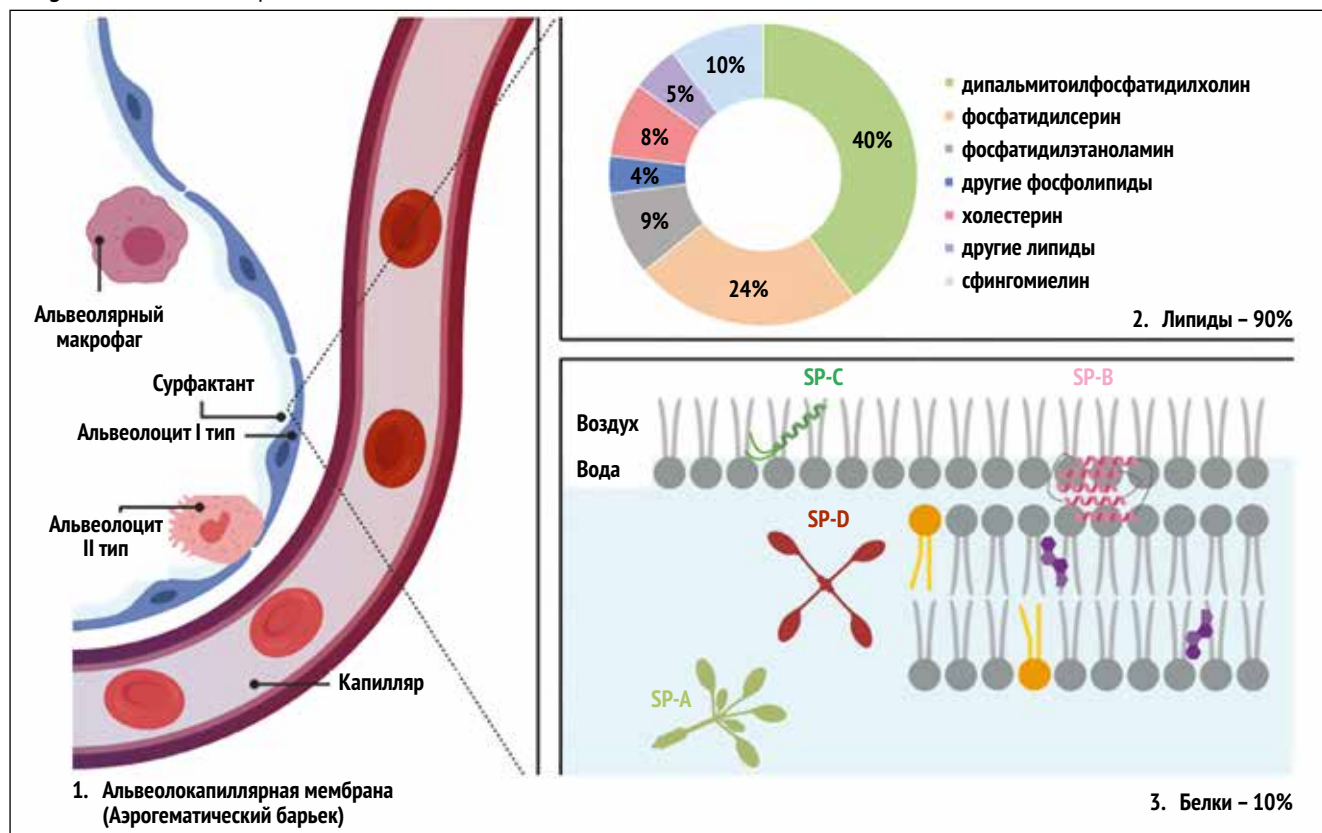 Альвеолярный
макрофаг
Сурфактант
Альвеолоцит I тип
Альвеолоцит
II тип
Капилляр
1. Альвеолокапиллярная мембрана
(Аэрогематический барьек)
10%
5%
8%
4%
9%
24%
40%
дипальмитоилфосфатидилхолин
фосфатидилсерин
фосфатидилэтаноламин
другие фосфолипиды
холестерин
другие липиды
сфингомиелин
2. Липиды – 90%
SP-C
SP-B
Воздух
Вода
SP-D
SP-A
3. Белки – 10%